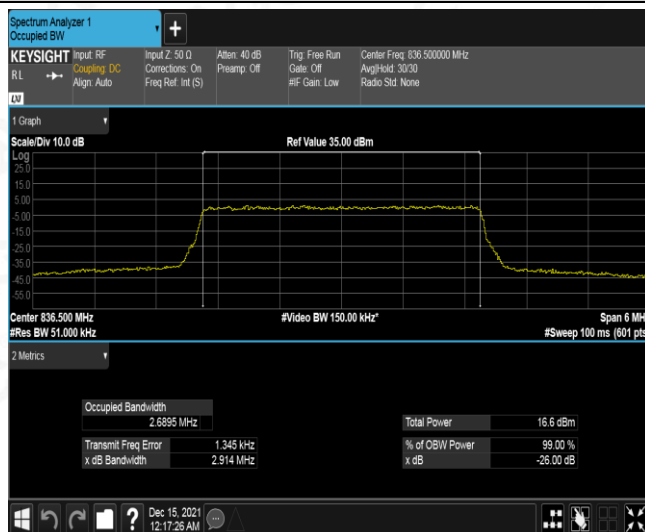 Spectrum Analyzer 1
Occupied BW
+
KEYSIGHT
RL
LXI
Input: RF
Coupling: DC
Align: Auto
Input Z: 50 Ω
Corrections: On
Freq Ref: Int (S)
Atten: 40 dB
Preamp: Off
Trig: Free Run
Gate: Off
#IF Gain: Low
Center Freq: 836.500000 MHz
Avg|Hold: 30/30
Radio Std: None
1 Graph
Scale/Div 10.0 dB
Ref Value 35.00 dBm
Log
25.0
15.0
5.00
-5.00
-15.0
-25.0
-35.0
-45.0
-55.0
Center 836.500 MHz
#Video BW 150.00 kHz*
Span 6 MH
#Res BW 51.000 kHz
#Sweep 100 ms (601 pts
2 Metrics
Occupied Bandwidth
2.6895 MHz
Total Power 16.6 dBm
Transmit Freq Error 1.345 kHz
% of OBW Power 99.00 %
x dB Bandwidth 2.914 MHz
x dB -26.00 dB
?
Dec 15, 2021
12:17:26 AM